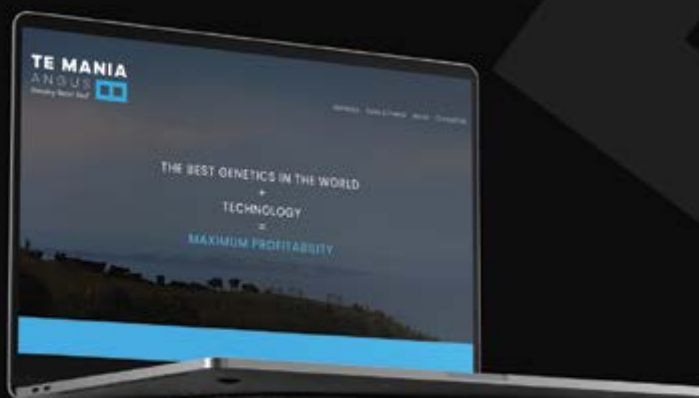 TE MANIA
ANGUS
THE BEST GENETICS IN THE WORLD
+
TECHNOLOGY
=
MAXIMUM PROFITABILITY